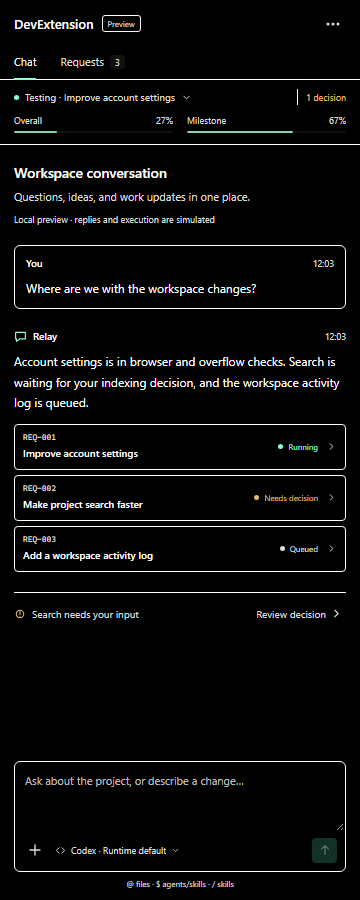 DevExtension Preview
Chat Requests 3
Testing · Improve account settings 1 decision
Overall 27% Milestone 67%
Workspace conversation
Questions, ideas, and work updates in one place.
Local preview · replies and execution are simulated
You 12:03
Where are we with the workspace changes?
Relay 12:03
Account settings is in browser and overflow checks. Search is
waiting for your indexing decision, and the workspace activity
log is queued.
REQ-001
Improve account settings Running
REQ-002
Make project search faster Needs decision
REQ-003
Add a workspace activity log Queued
Search needs your input Review decision
Ask about the project, or describe a change...
Codex · Runtime default
@ files · $ agents/skills · / skills